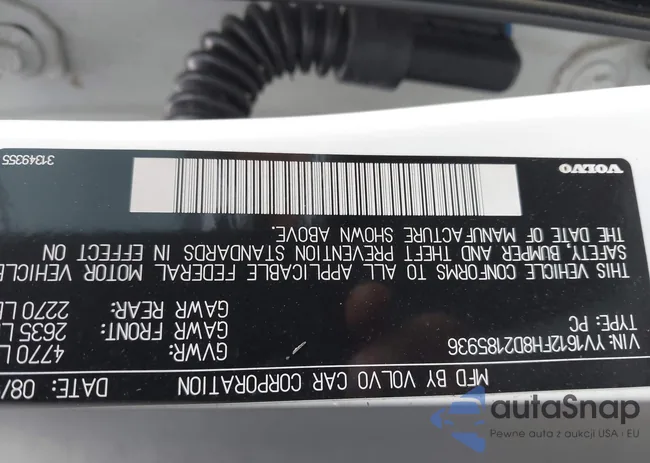 MFD BY VOLVO CAR CORPORATION DATE: 08/
VIN: YV1612FH8D2185936 GVWR: 4770 L
TYPE: PC GAWR FRONT: 2635 L
GAWR REAR: 2270 LB
THIS VEHICLE CONFORMS TO ALL APPLICABLE FEDERAL MOTOR VEHICLE
SAFETY, BUMPER AND THEFT PREVENTION STANDARDS IN EFFECT ON
THE DATE OF MANUFACTURE SHOWN ABOVE.
VOLVO 31349355
autaSnap
Pewne auta z aukcji USA i EU